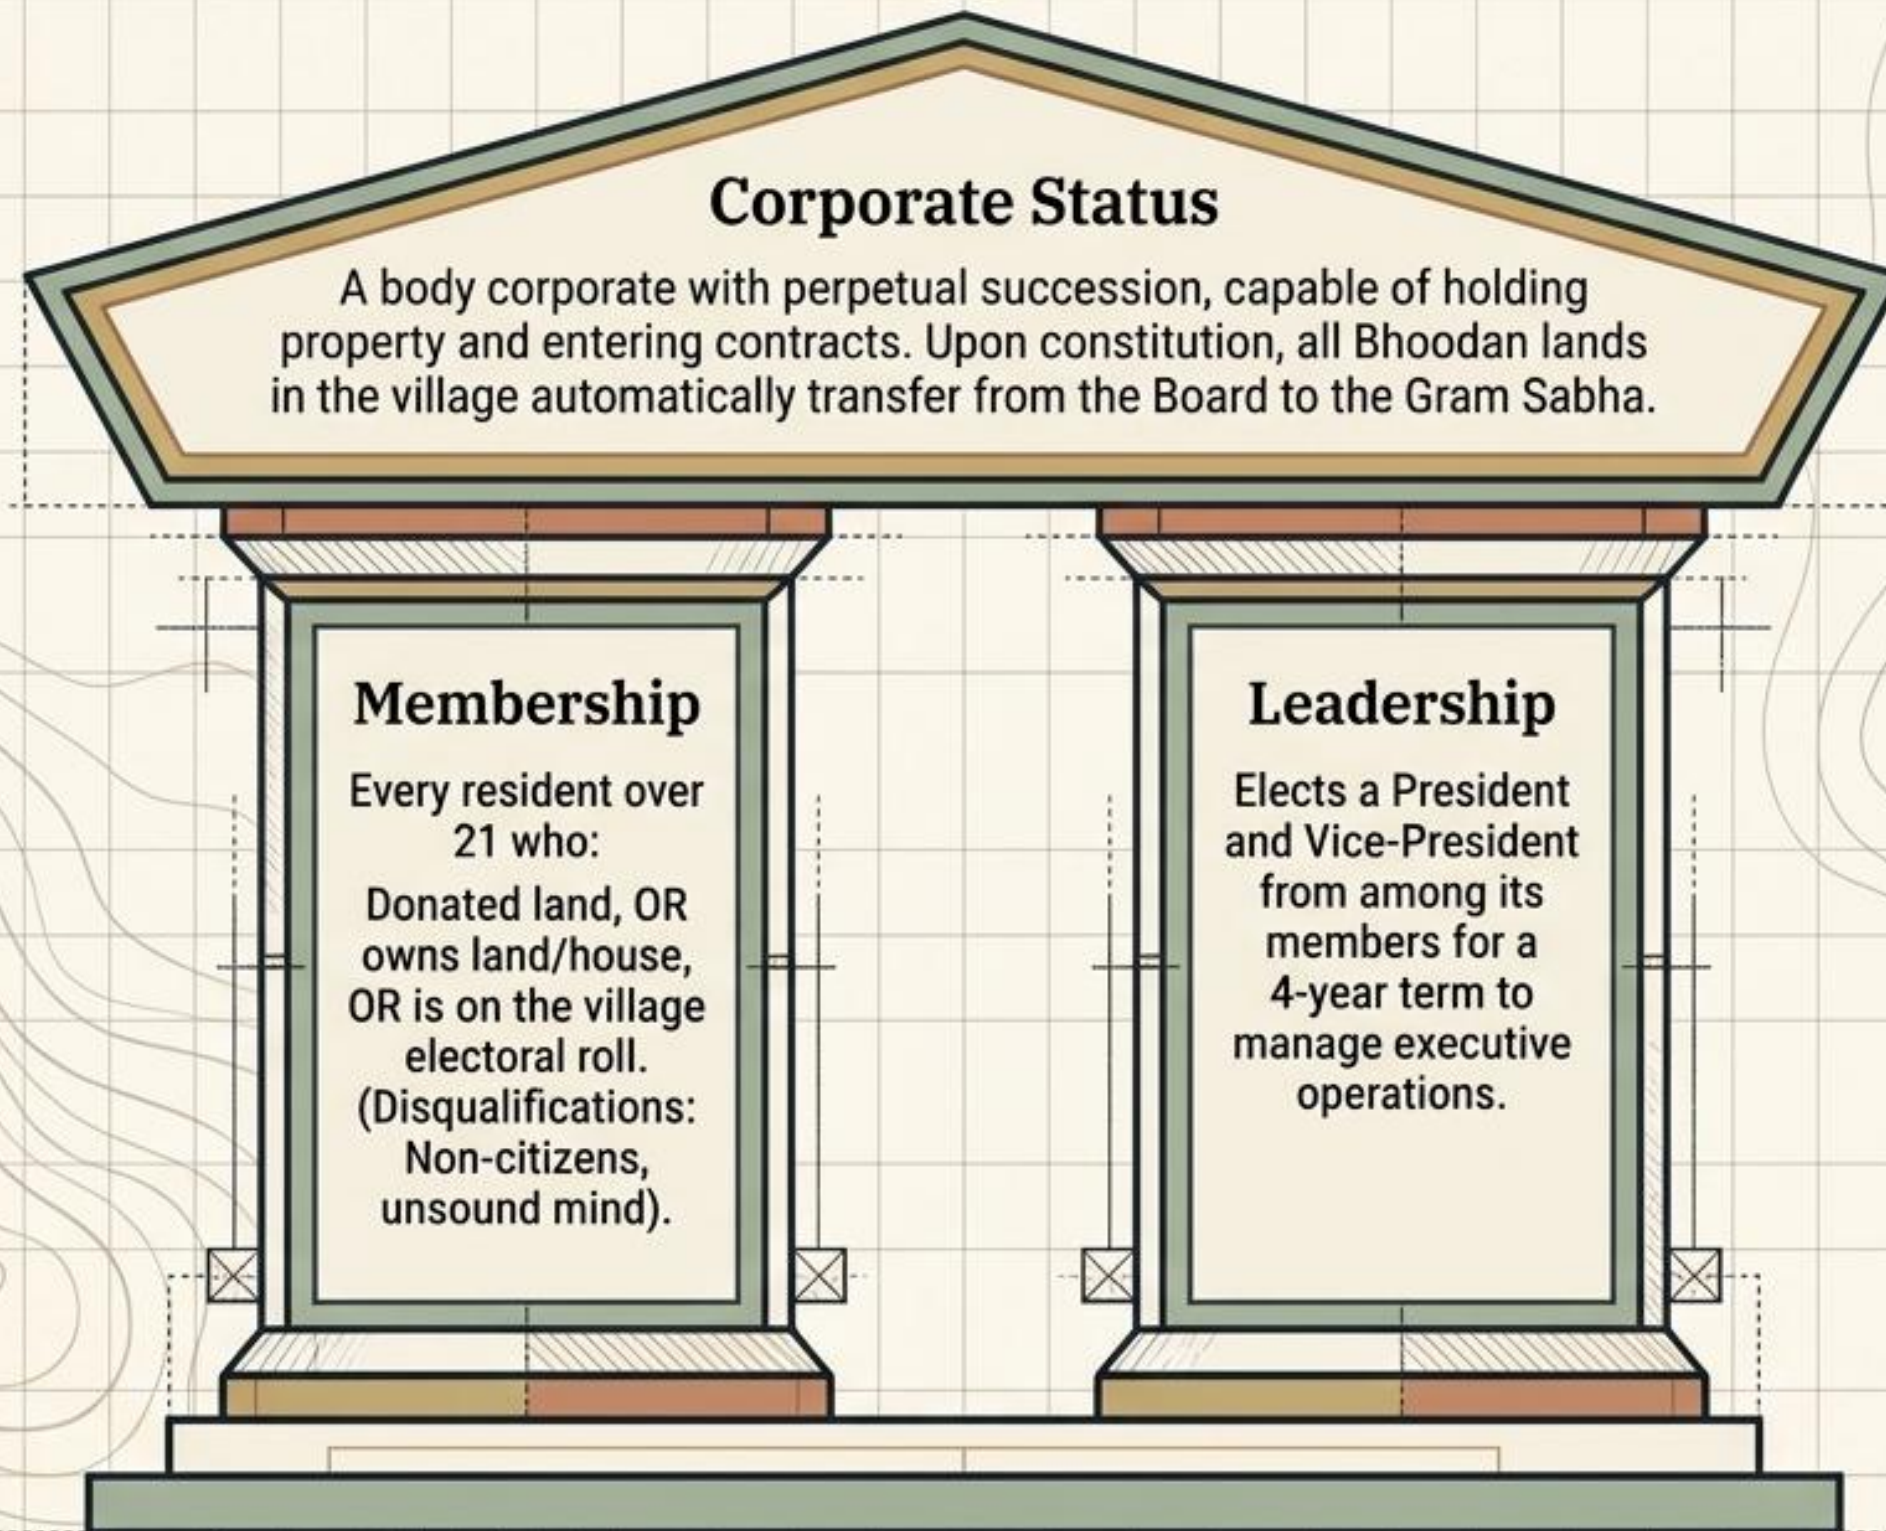 Corporate Status
A body corporate with perpetual succession, capable of holding
property and entering contracts. Upon constitution, all Bhoodan lands
in the village automatically transfer from the Board to the Gram Sabha.
Membership
Every resident over
21 who:
Donated land, OR
owns land/house,
OR is on the village
electoral roll.
(Disqualifications:
Non-citizens,
unsound mind).
Leadership
Elects a President
and Vice-President
from among its
members for a
4-year term to
manage executive
operations.